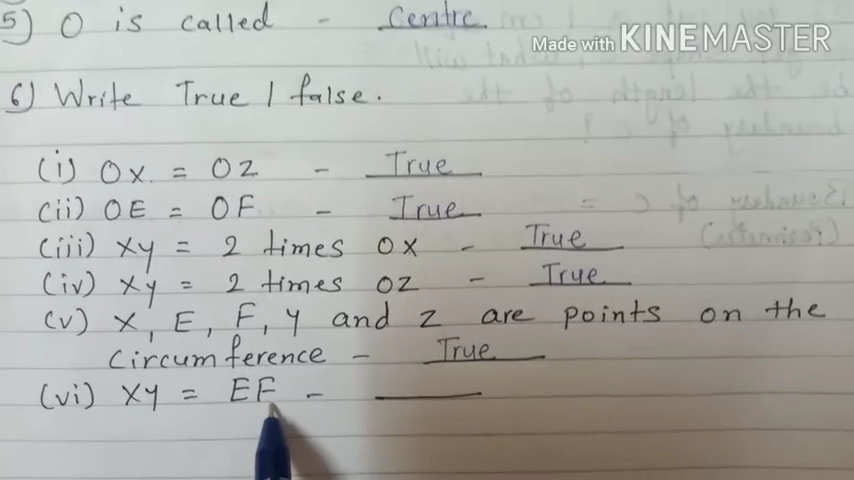 5) O is called - Centre
Made with KINEMASTER
6) Write True / false.
(i) OX = OZ - True
(ii) OE = OF - True
(iii) XY = 2 times OX - True
(iv) XY = 2 times OZ - True
(v) X, E, F, Y and Z are points on the
Circumference - True
(vi) XY = EF -